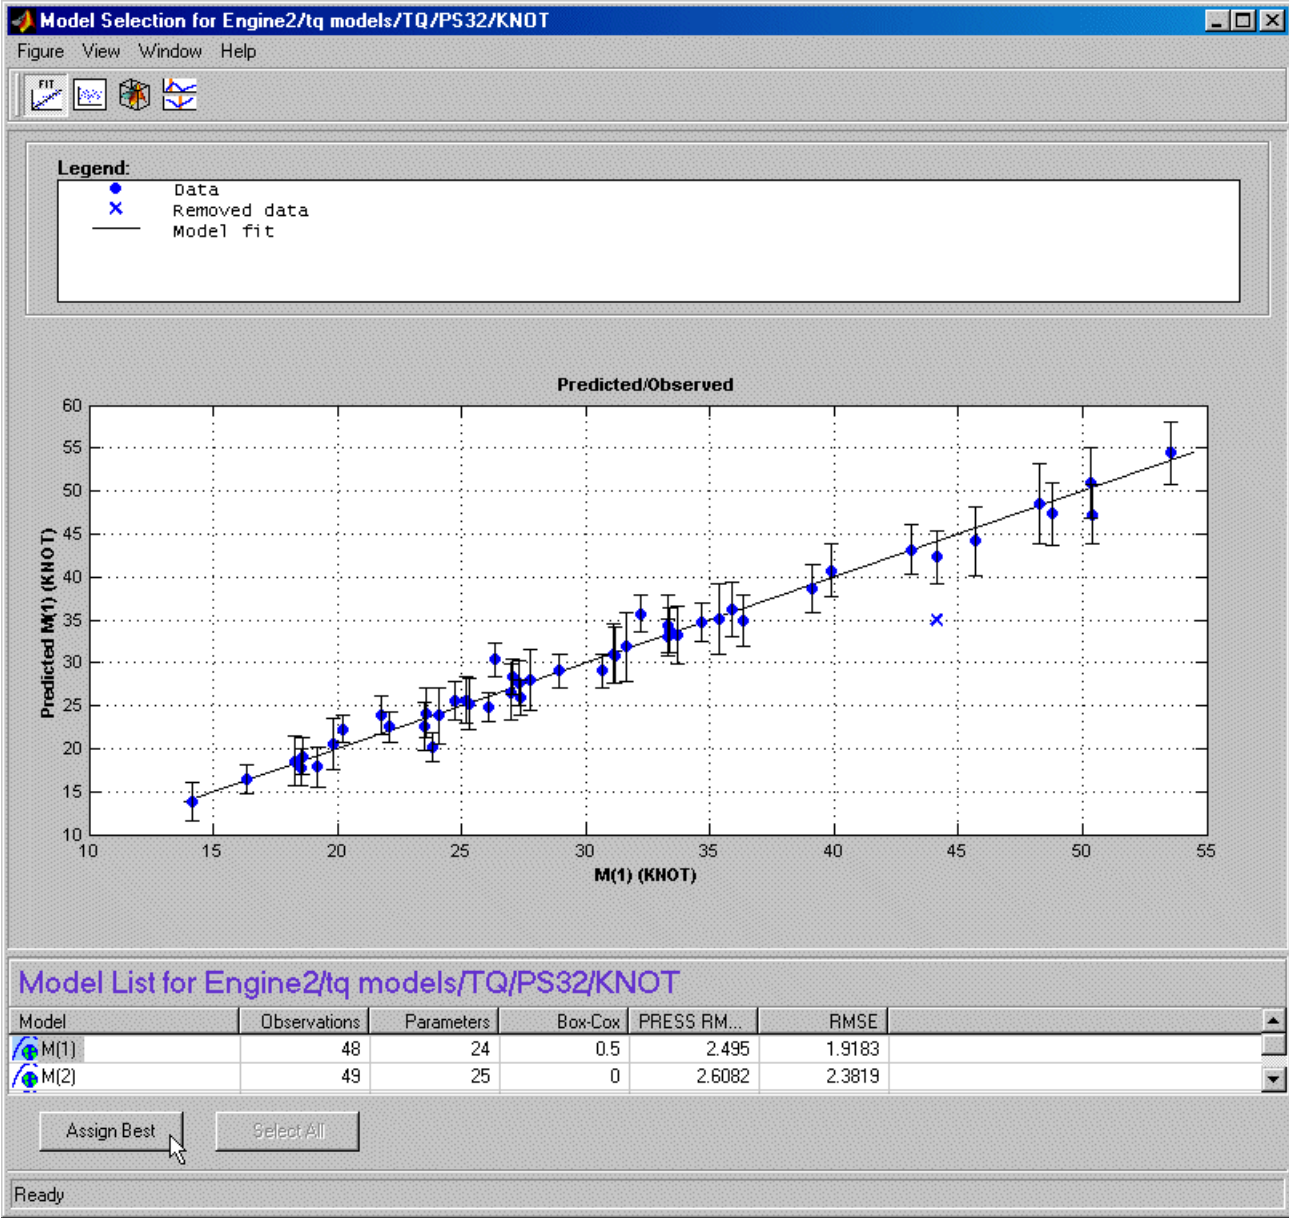 Model Selection for Engine2/tq models/TQ/PS32/KNOT
Figure View Window Help
FIT
Legend:
Data
Removed data
Model fit
Predicted/Observed
60
55
50
45
40
35
30
25
20
15
10
Predicted M(1) (KNOT)
10 15 20 25 30 35 40 45 50 55
M(1) (KNOT)
Model List for Engine2/tq models/TQ/PS32/KNOT
Model Observations Parameters Box-Cox PRESS RM... RMSE
M(1) 48 24 0.5 2.495 1.9183
M(2) 49 25 0 2.6082 2.3819
Assign Best Select All
Ready